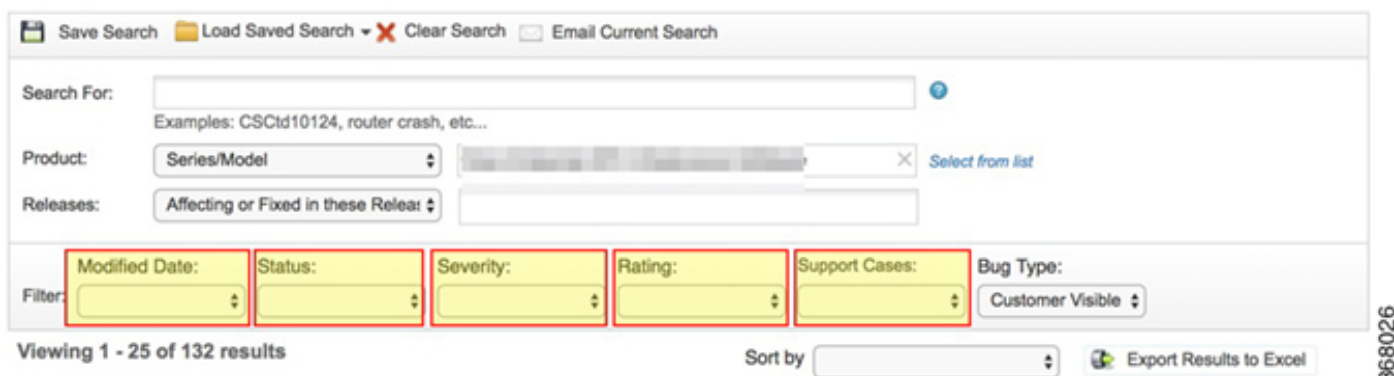 Save Search Load Saved Search Clear Search Email Current Search
Search For:
Examples: CSCtd10124, router crash, etc...
Product: Series/Model Select from list
Releases: Affecting or Fixed in these Releas
Modified Date: Status: Severity: Rating: Support Cases: Bug Type:
Filter: Customer Visible
Viewing 1 - 25 of 132 results Sort by Export Results to Excel
368026